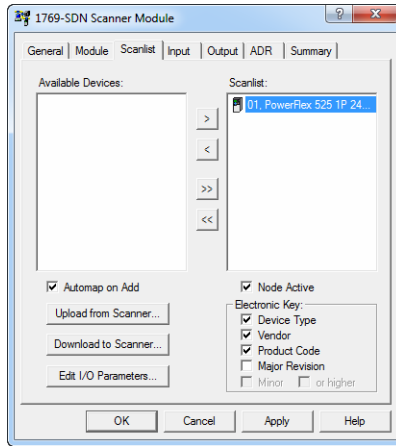 1769-SDN Scanner Module
General Module Scanlist Input Output ADR Summary
Available Devices: Scanlist:
01, PowerFlex 525 1P 24...
>
<
>>
<<
Automap on Add Node Active
Upload from Scanner...
Download to Scanner...
Edit I/O Parameters...
Electronic Key:
Device Type
Vendor
Product Code
Major Revision
Minor or higher
OK Cancel Apply Help